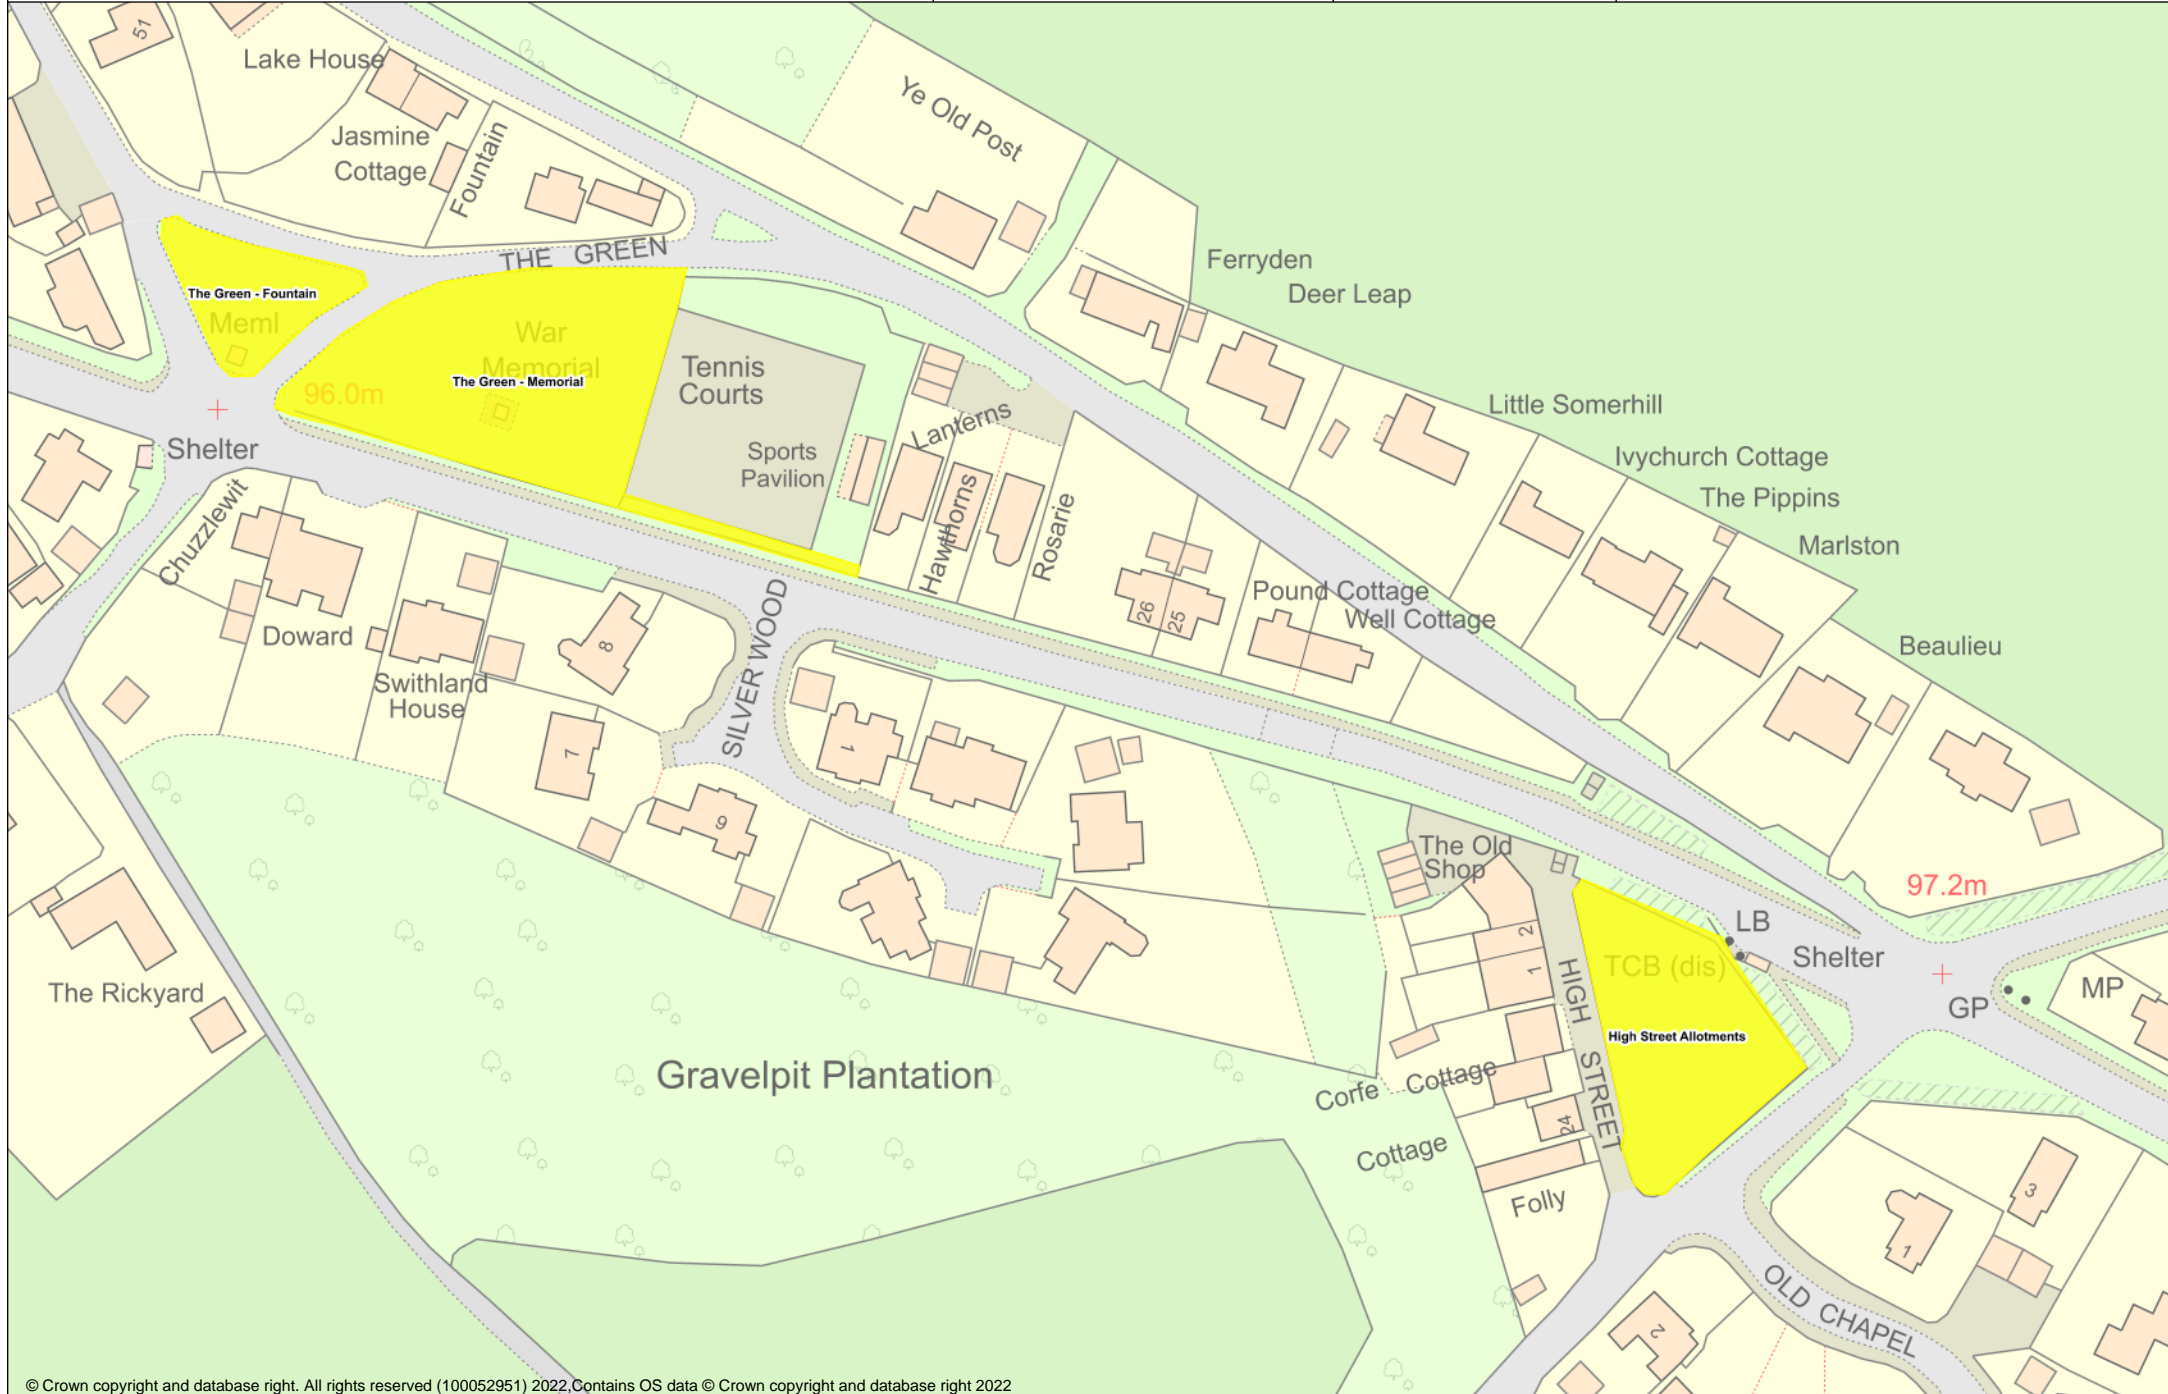 51
Lake House
Jasmine
Cottage
Fountain
Ye Old Post
THE GREEN
The Green - Fountain
Meml
War
Memorial
The Green - Memorial
96.0m
Shelter
Tennis
Courts
Sports
Pavilion
Lanterns
Hawthorns
Rosarie
Ferryden
Deer Leap
Little Somerhill
Ivychurch Cottage
The Pippins
Marlston
Beaulieu
Chuzzlewit
Doward
Swithland
House
8
7
6
1
SILVER WOOD
26
25
Pound Cottage
Well Cottage
The Old
Shop
2
1
97.2m
LB
Shelter
TCB (dis)
GP
MP
HIGH STREET
High Street Allotments
The Rickyard
Gravelpit Plantation
Corfe
Cottage
Cottage
24
Folly
3
1
2
OLD CHAPEL
© Crown copyright and database right. All rights reserved (100052951) 2022,Contains OS data © Crown copyright and database right 2022